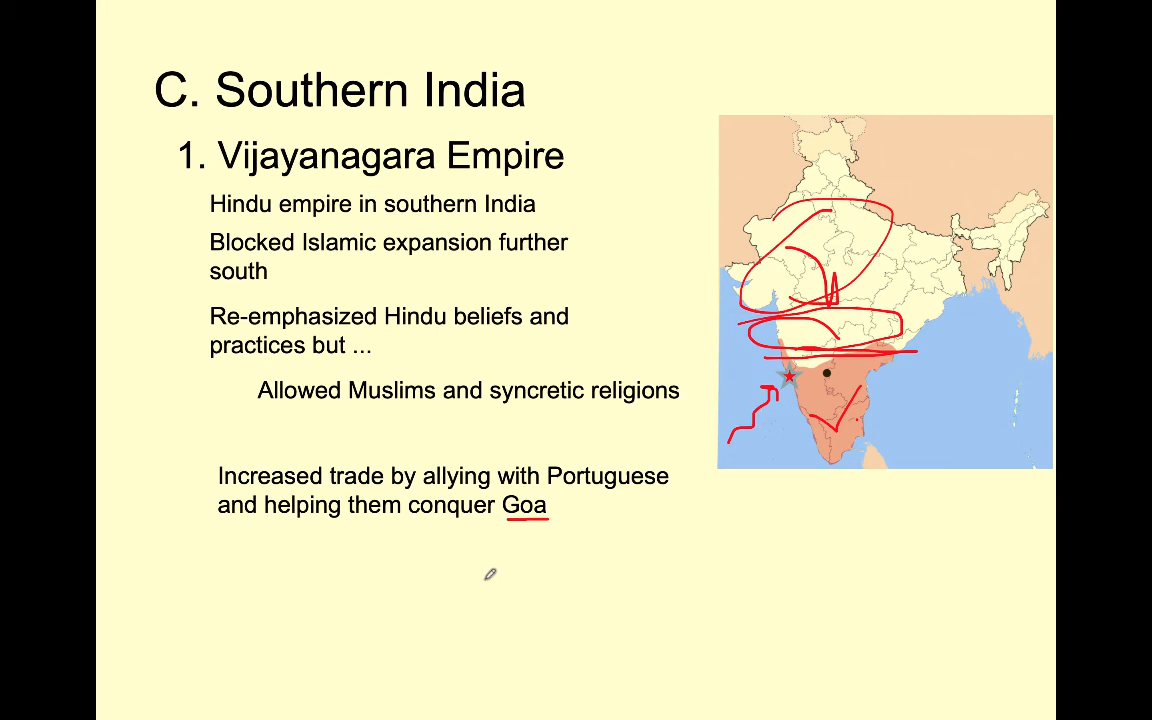 C. Southern India
1. Vijayanagara Empire
Hindu empire in southern India
Blocked Islamic expansion further
south
Re-emphasized Hindu beliefs and
practices but ...
Allowed Muslims and syncretic religions
Increased trade by allying with Portuguese
and helping them conquer Goa